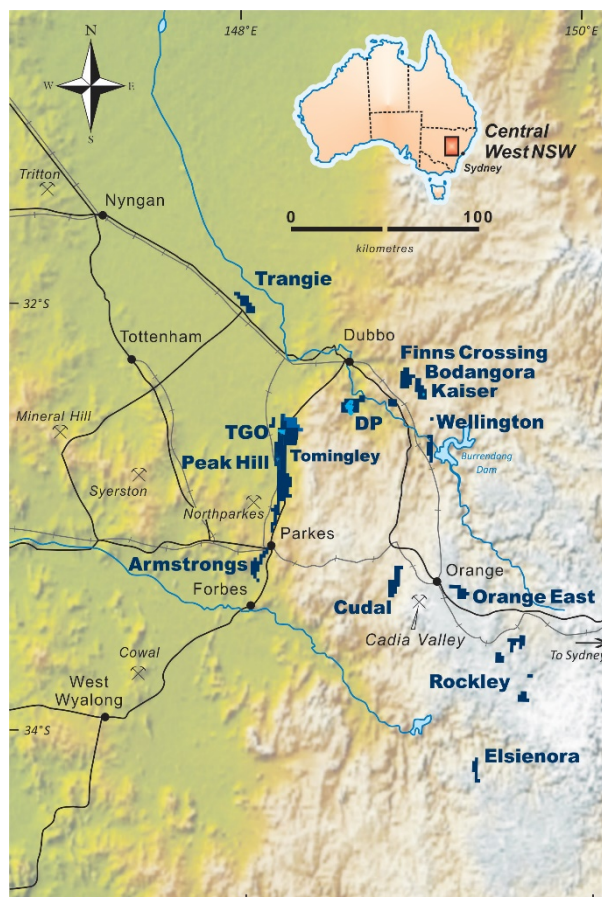 148°E
150°E
N
W
E
S
Central
West NSW
Sydney
0
100
kilometres
Tritton
Nyngan
32°S
Trangie
Tottenham
Dubbo
Finns Crossing
Bodangora
Kaiser
Mineral Hill
TGO
DP
Wellington
Peak Hill
Tomingley
Burrendong
Dam
Syerston
Northparkes
Parkes
Armstrongs
Orange
Forbes
Cudal
Orange East
Cadia Valley
To Sydney
Cowal
West
Wyalong
Rockley
34°S
Elsienora
148°E
150°E